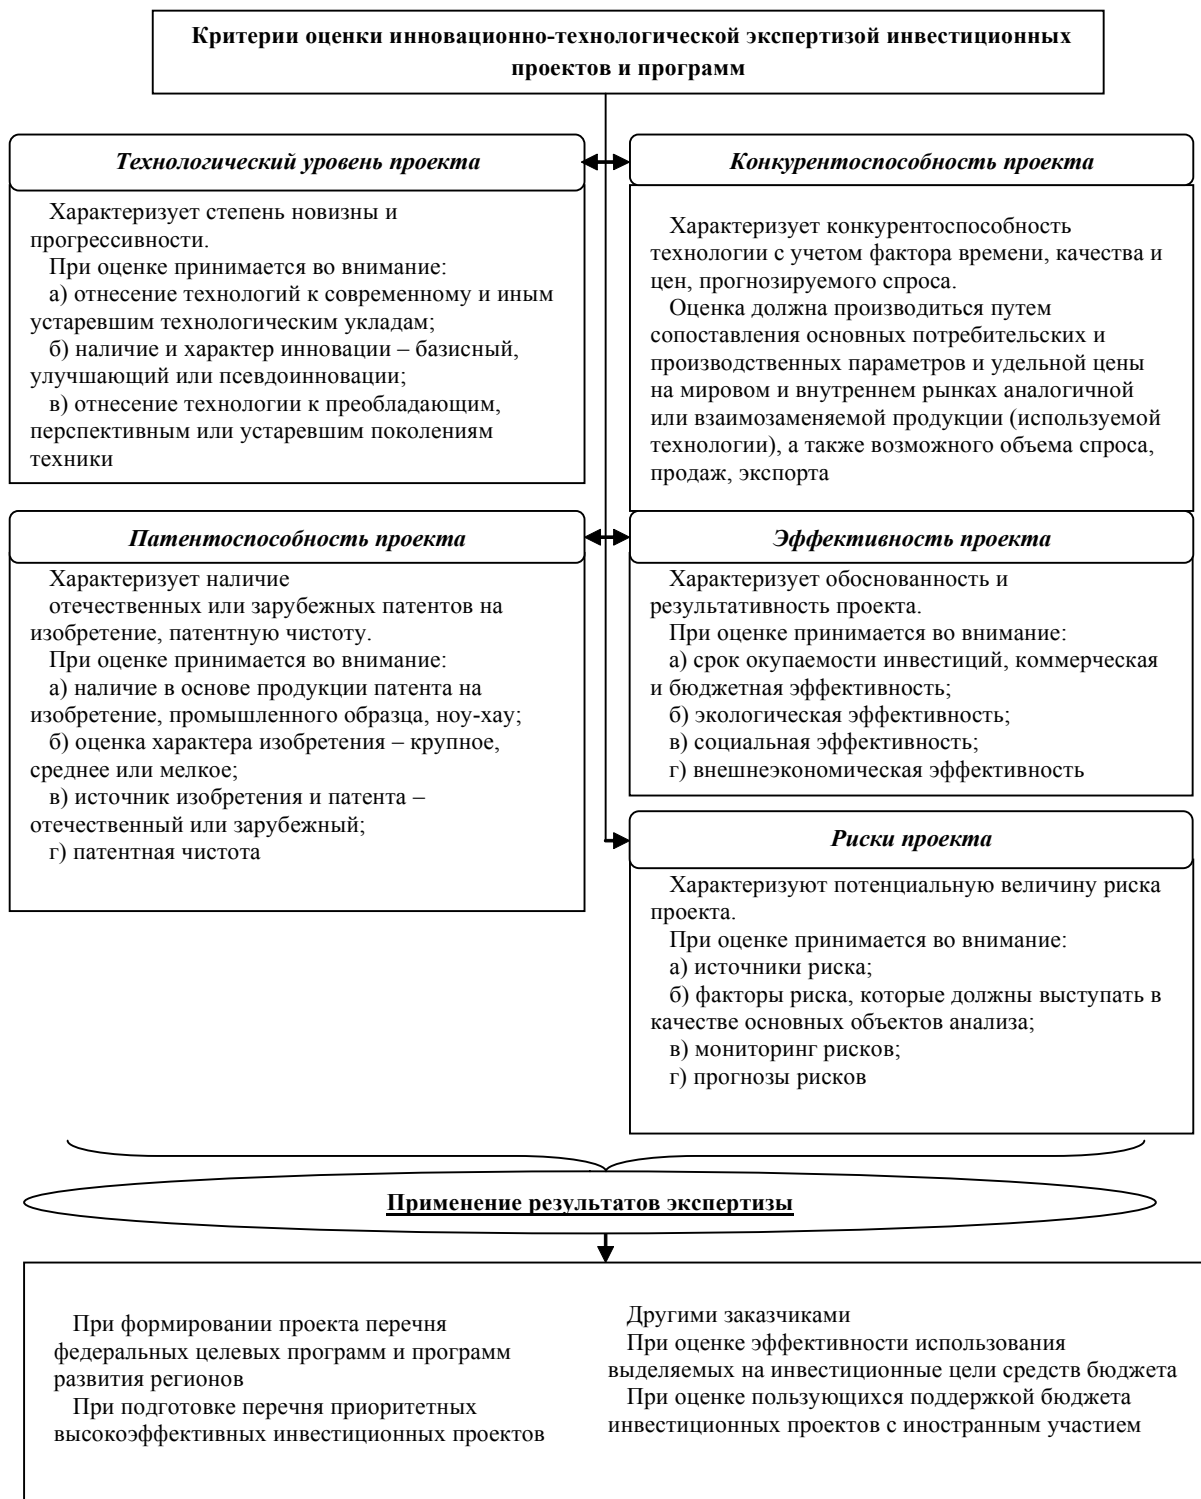 Критерии оценки инновационно-технологической экспертизой инвестиционных
проектов и программ
Технологический уровень проекта
Характеризует степень новизны и
прогрессивности.
При оценке принимается во внимание:
а) отнесение технологий к современному и иным
устаревшим технологическим укладам;
б) наличие и характер инновации – базисный,
улучшающий или псевдоинновации;
в) отнесение технологии к преобладающим,
перспективным или устаревшим поколениям
техники
Конкурентоспособность проекта
Характеризует конкурентоспособность
технологии с учетом фактора времени, качества и
цен, прогнозируемого спроса.
Оценка должна производиться путем
сопоставления основных потребительских и
производственных параметров и удельной цены
на мировом и внутреннем рынках аналогичной
или взаимозаменяемой продукции (используемой
технологии), а также возможного объема спроса,
продаж, экспорта
Патентоспособность проекта
Характеризует наличие
отечественных или зарубежных патентов на
изобретение, патентную чистоту.
При оценке принимается во внимание:
а) наличие в основе продукции патента на
изобретение, промышленного образца, ноу-хау;
б) оценка характера изобретения – крупное,
среднее или мелкое;
в) источник изобретения и патента –
отечественный или зарубежный;
г) патентная чистота
Эффективность проекта
Характеризует обоснованность и
результативность проекта.
При оценке принимается во внимание:
а) срок окупаемости инвестиций, коммерческая
и бюджетная эффективность;
б) экологическая эффективность;
в) социальная эффективность;
г) внешнеэкономическая эффективность
Риски проекта
Характеризуют потенциальную величину риска
проекта.
При оценке принимается во внимание:
а) источники риска;
б) факторы риска, которые должны выступать в
качестве основных объектов анализа;
в) мониторинг рисков;
г) прогнозы рисков
Применение результатов экспертизы
При формировании проекта перечня
федеральных целевых программ и программ
развития регионов
При подготовке перечня приоритетных
высокоэффективных инвестиционных проектов
Другими заказчиками
При оценке эффективности использования
выделяемых на инвестиционные цели средств бюджета
При оценке пользующихся поддержкой бюджета
инвестиционных проектов с иностранным участием